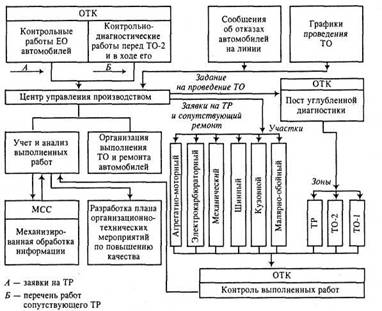 ОТК
Контрольные
работы ЕО
автомобилей
Контрольно-
диагностические
работы перед ТО-2
и в ходе его
Сообщения
об отказах
автомобилей
на линии
Графики
проведения
ТО
А
Б
Задание
на проведение ТО
ОТК
Пост углубленной
диагностики
Центр управления производством
Заявки на ТР
и сопутствующий
ремонт
Участки
Учет и анализ
выполненных
работ
Организация
выполнения
ТО и ремонта
автомобилей
Агрегатно-моторный
Электрокарбюраторный
Механический
Шинный
Кузовной
Малярно-обойный
Зоны
ТР
ТО-2
ТО-1
МСС
Механизиро-
ванная обработка
информации
Разработка плана
организационно-
технических
мероприятий
по повышению
качества
ОТК
Контроль выполненных работ
А — заявки на ТР
Б — перечень работ
сопутствующего ТР